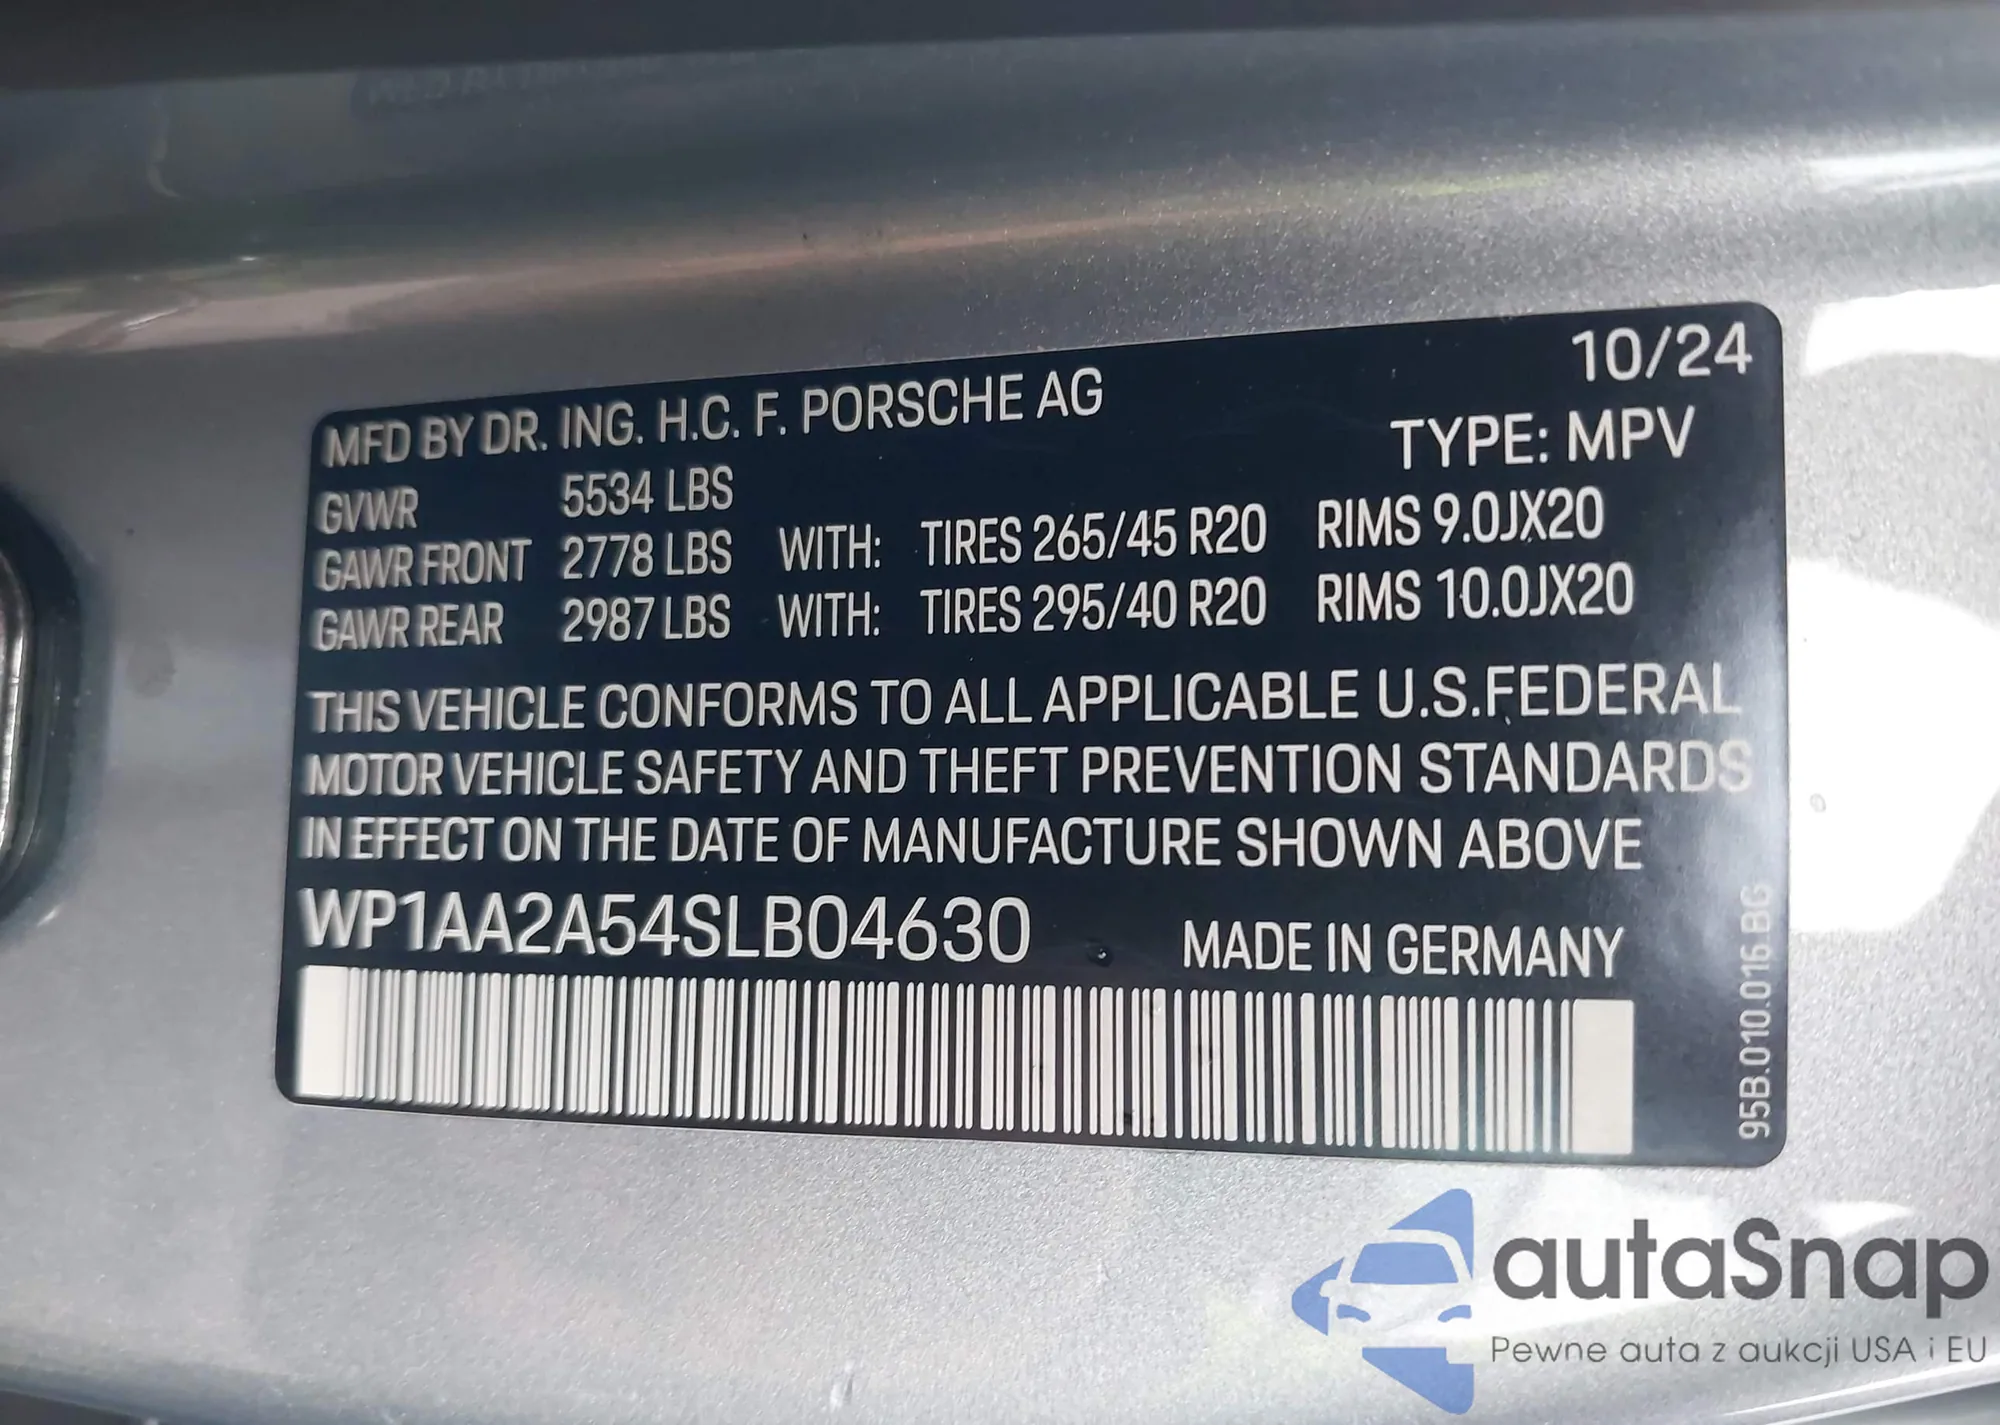 10/24
MFD BY DR. ING. H.C. F. PORSCHE AG
TYPE: MPV
GVWR 5534 LBS
GAWR FRONT 2778 LBS WITH: TIRES 265/45 R20 RIMS 9.0JX20
GAWR REAR 2987 LBS WITH: TIRES 295/40 R20 RIMS 10.0JX20
THIS VEHICLE CONFORMS TO ALL APPLICABLE U.S.FEDERAL
MOTOR VEHICLE SAFETY AND THEFT PREVENTION STANDARDS
IN EFFECT ON THE DATE OF MANUFACTURE SHOWN ABOVE
WP1AA2A54SLB04630
MADE IN GERMANY
95B.010.016 BG
autaSnap
Pewne auta z aukcji USA i EU